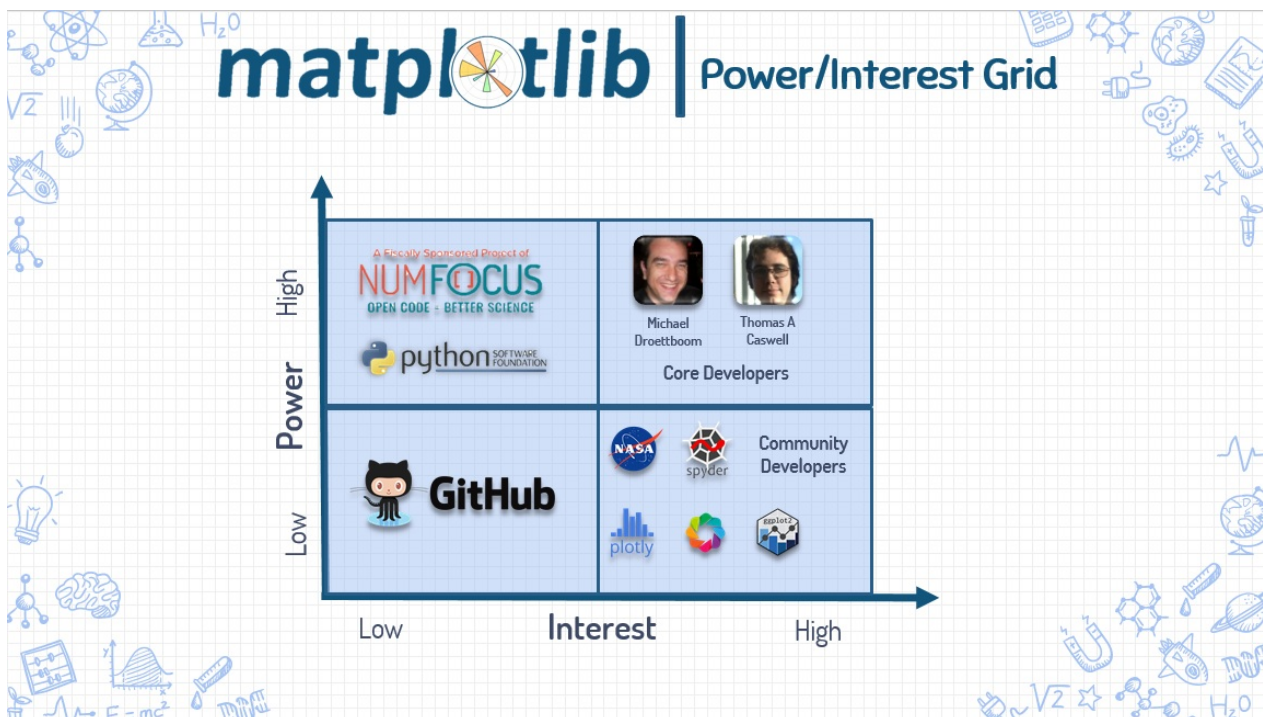 H₂O
matplotlib
Power/Interest Grid
√2
High
Power
Low
A Fiscally Sponsored Project of
NUMFOCUS
OPEN CODE - BETTER SCIENCE
python SOFTWARE
FOUNDATION
Michael
Droettboom
Thomas A
Caswell
Core Developers
GitHub
NASA
spyder
Community
Developers
plotly
ggplot2
Low
Interest
High
y
x
E=mc²
√2
H₂O